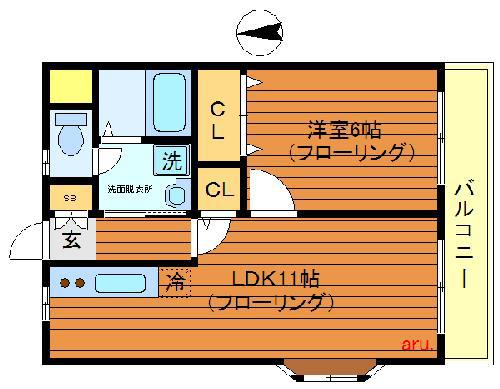 CL
洋室6帖
(フローリング)
洗
洗面脱衣所
CL
SB
玄
バルコニー
冷
LDK11帖
(フローリング)
aru.